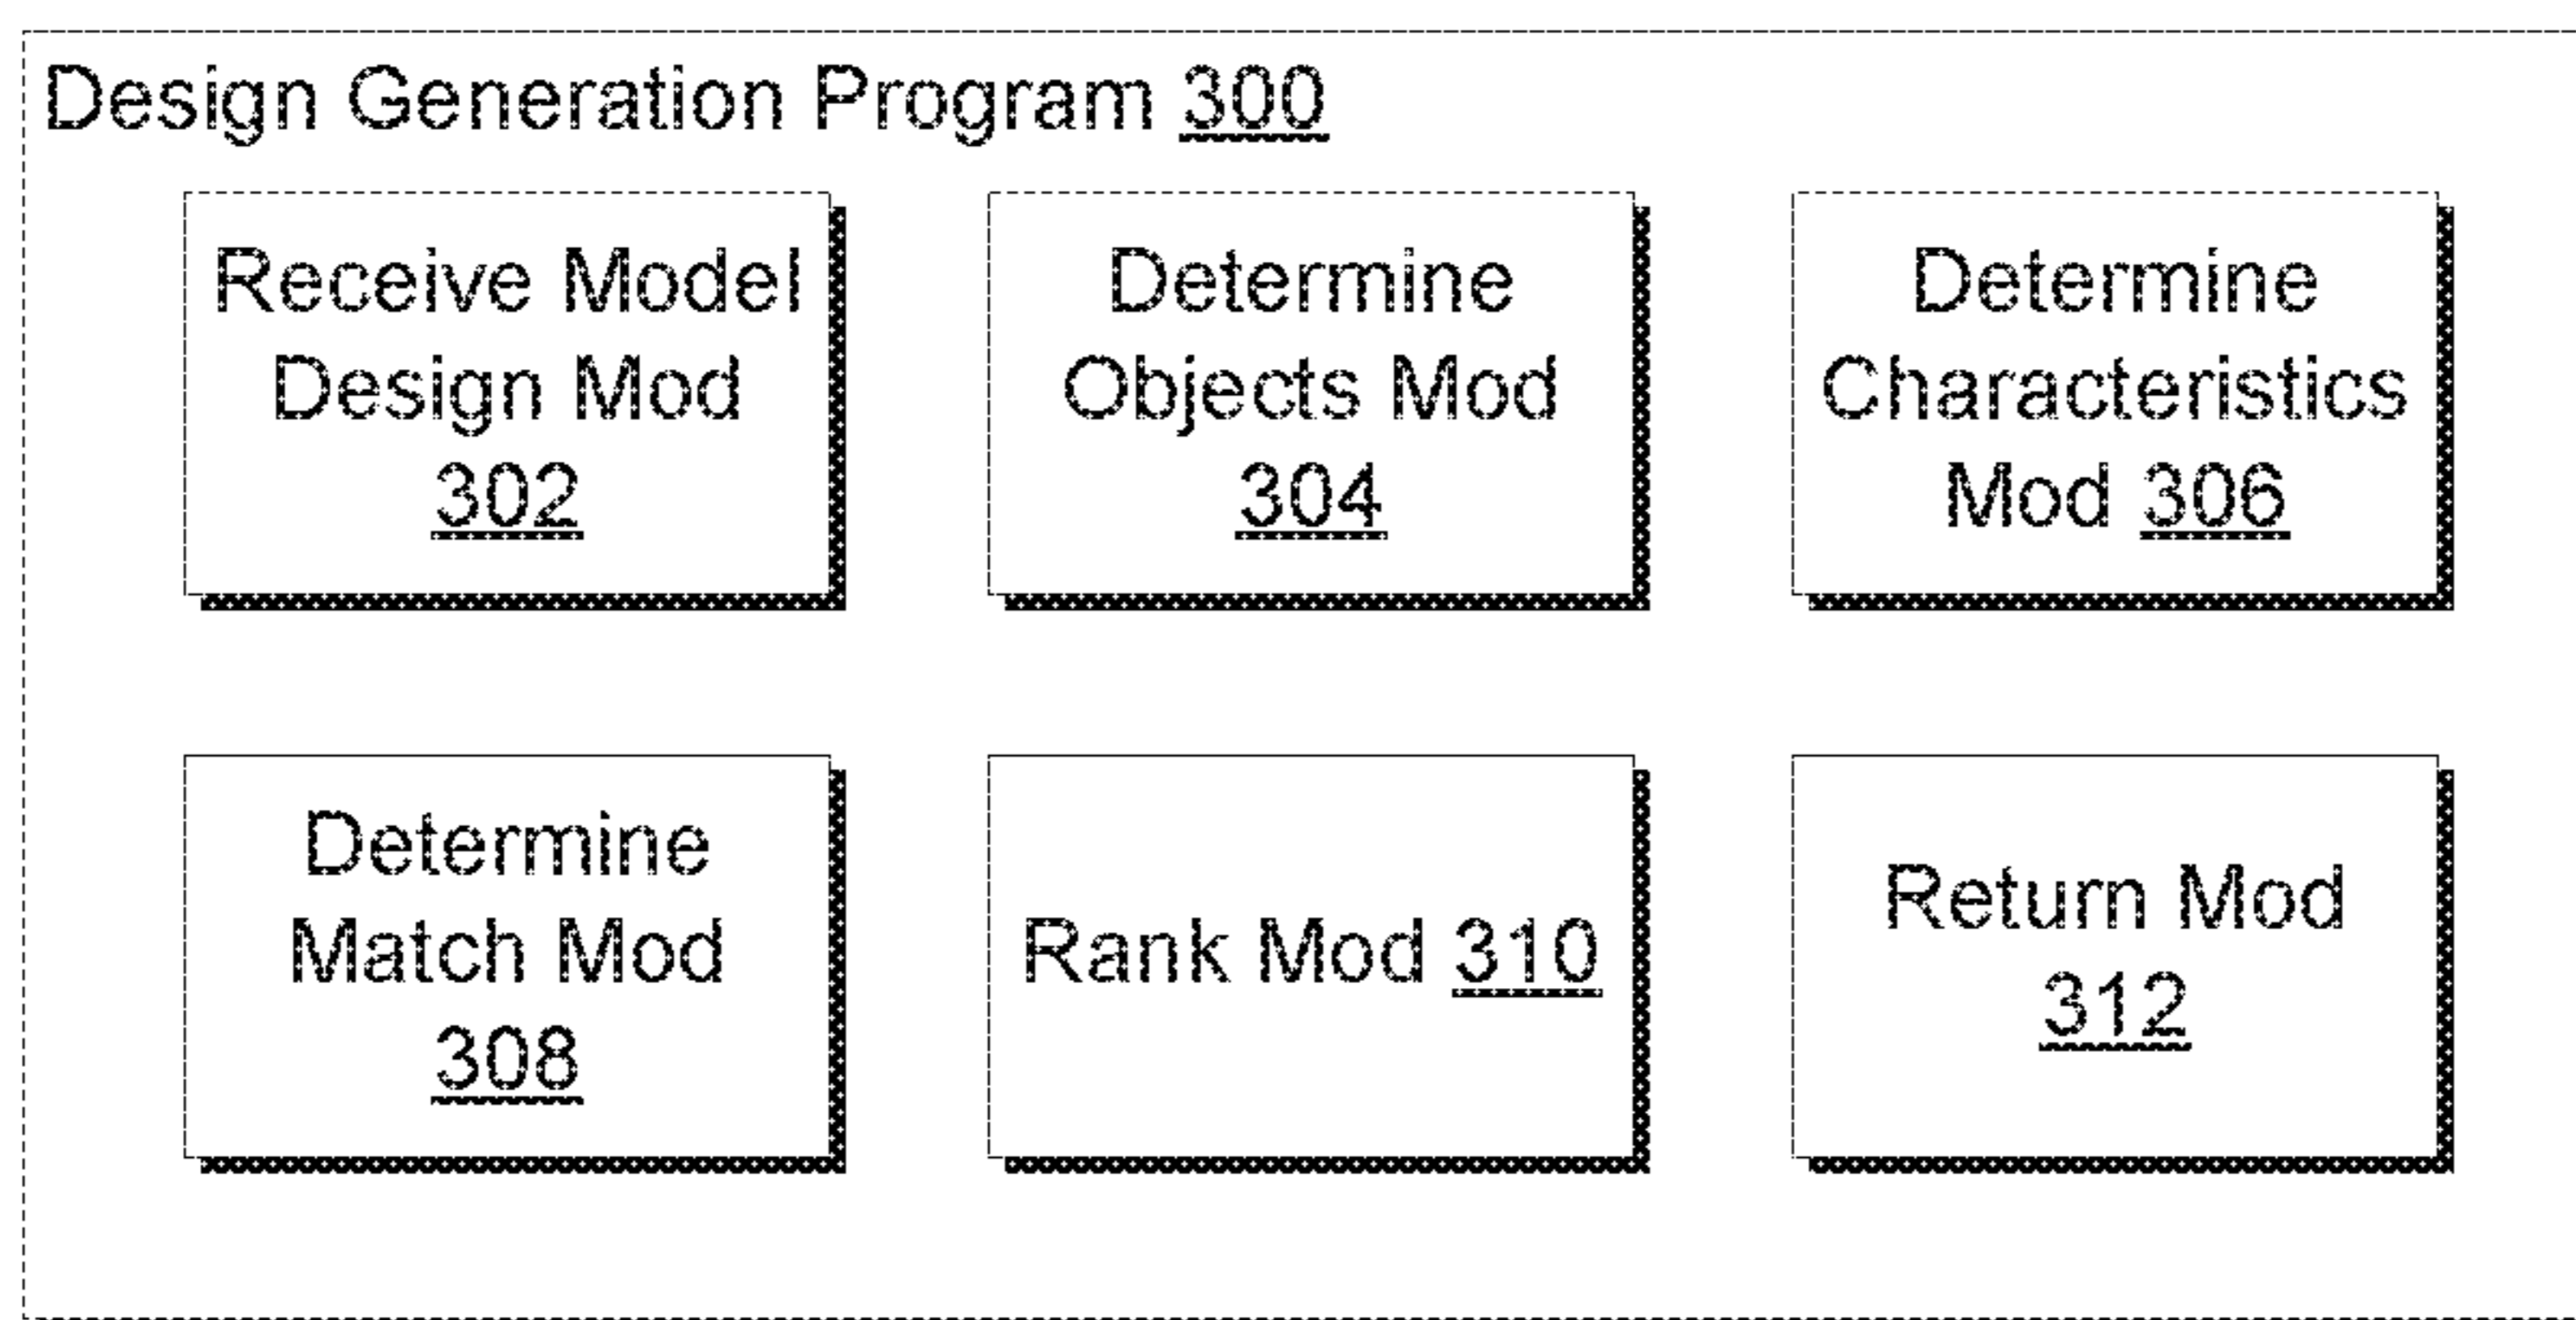 Design Generation Program 300
Receive Model
Design Mod
302
Determine
Objects Mod
304
Determine
Characteristics
Mod 306
Determine
Match Mod
308
Rank Mod 310
Return Mod
312